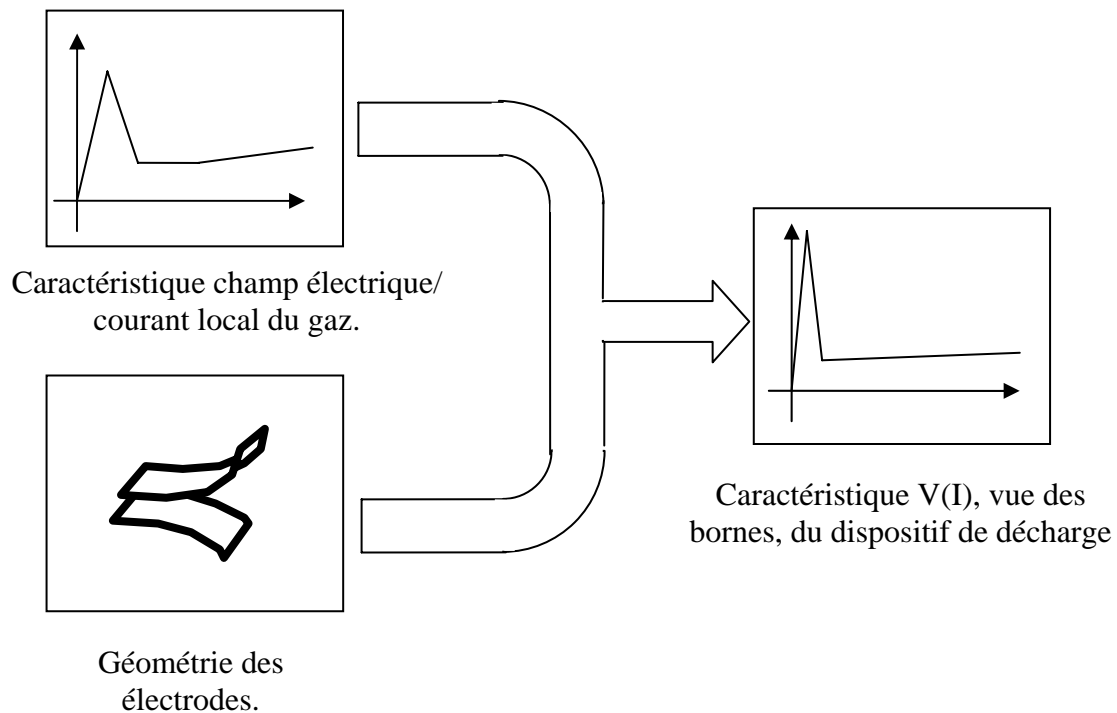 Caractéristique champ électrique/
courant local du gaz.
Géométrie des
électrodes.
Caractéristique V(I), vue des
bornes, du dispositif de décharge